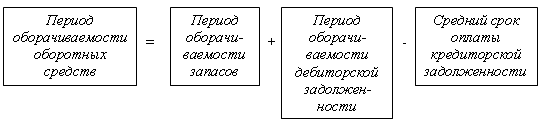 Период
оборачиваемости
оборотных
средств
=
Период
оборачи-
ваемости
запасов
+
Период
оборачи-
ваемости
дебиторской
задолжен-
ности
-
Средний срок
оплаты
кредиторской
задолженности